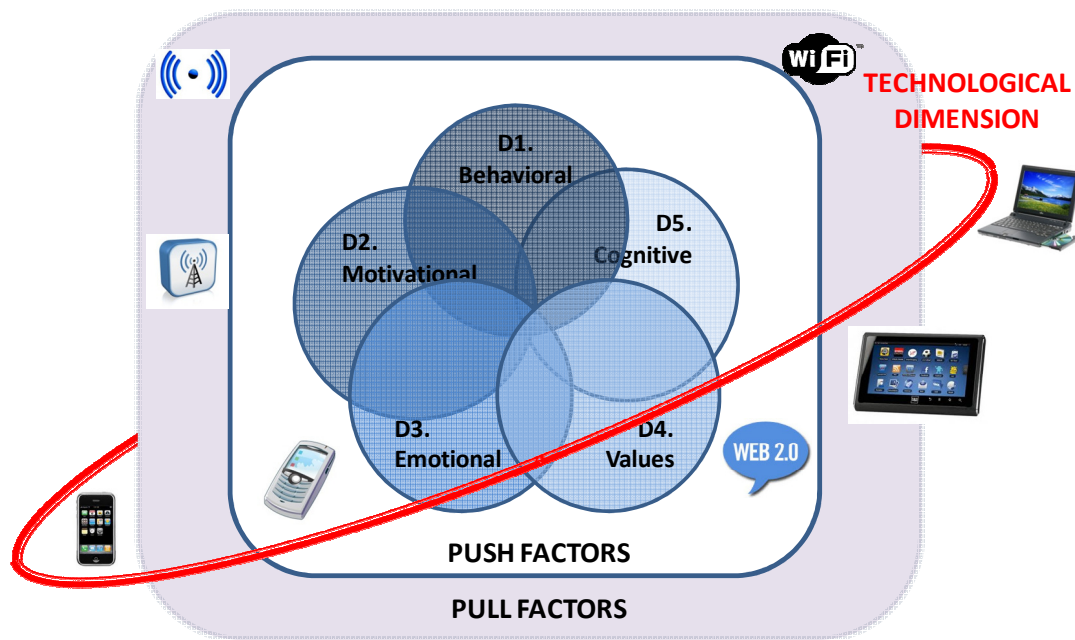 Wi Fi
TECHNOLOGICAL
DIMENSION
D1.
Behavioral
D2.
Motivational
D5.
Cognitive
D3.
Emotional
D4.
Values
WEB 2.0
PUSH FACTORS
PULL FACTORS